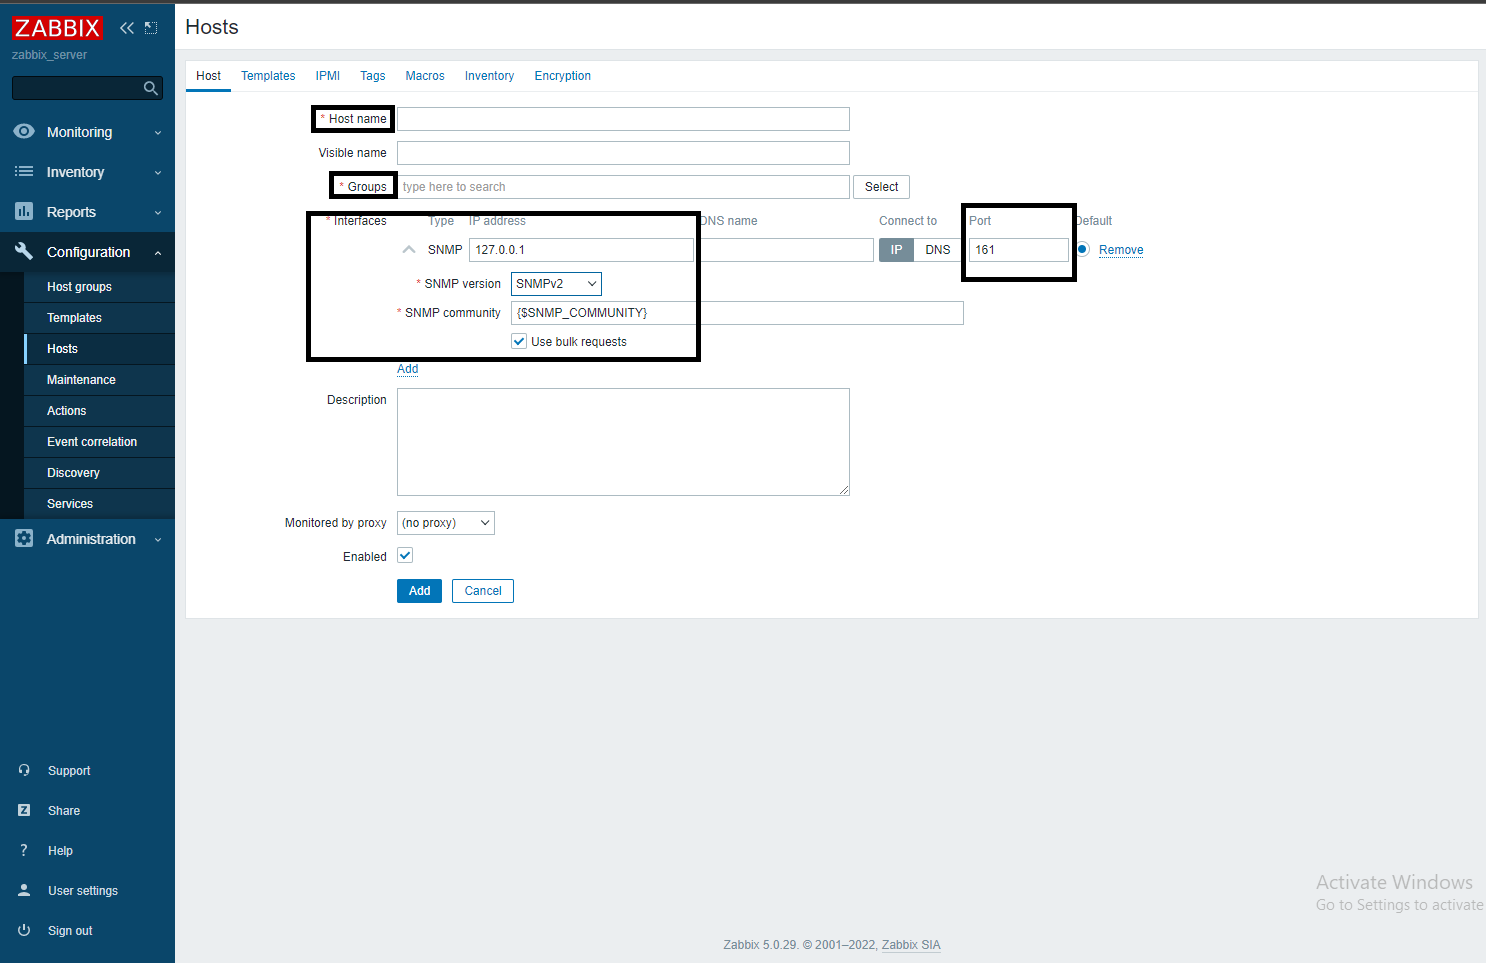 ZABBIX
zabbix_server
Monitoring
Inventory
Reports
Configuration
Host groups
Templates
Hosts
Maintenance
Actions
Event correlation
Discovery
Services
Administration
Support
Share
Help
User settings
Sign out
Hosts
Host Templates IPMI Tags Macros Inventory Encryption
* Host name
Visible name
* Groups type here to search Select
* Interfaces Type IP address DNS name Connect to Port Default
SNMP 127.0.0.1 IP DNS 161 Remove
* SNMP version SNMPv2
* SNMP community {$SNMP_COMMUNITY}
Use bulk requests
Add
Description
Monitored by proxy (no proxy)
Enabled
Add Cancel
Activate Windows
Go to Settings to activate
Zabbix 5.0.29. © 2001–2022, Zabbix SIA